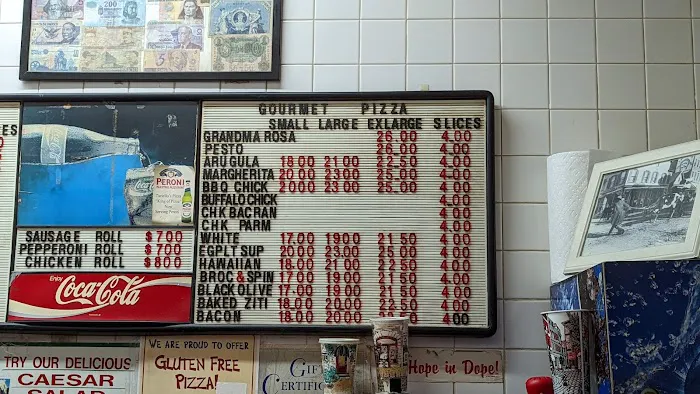 GOURMET PIZZA
SMALL LARGE EXLARGE SLICES
GRANDMA ROSA 26.00 4.00
PESTO 26.00 4.00
ARUGULA 18 00 21 00 22 50 4.00
MARGHERITA 20.00 23 00 25.00 4.00
BBQ CHICK 20 00 23 00 25.00 4.00
BUFFALO CHICK 4.00
CHK BACRAN 4.00
CHK PARM 4.00
WHITE 17.00 19 00 21 50 4.00
EGPLT SUP 20.00 23.00 25 00 4.00
HAWAIIAN 18.00 21.00 22.50 4.00
BROC & SPIN 17.00 19.00 21.50 4.00
BLACK OLIVE 17.00 19.00 21.50 4.00
BAKED ZITI 18.00 20.00 22.50 4.00
BACON 18.00 20.00 22.50 4.00
ES
PERONI
SAUSAGE ROLL $7 00
PEPPERONI ROLL $7 00
CHICKEN ROLL $8 00
Enjoy
Coca-Cola
TRY OUR DELICIOUS
CAESAR
SALAD
WE ARE PROUD TO OFFER
GLUTEN FREE
PIZZA!
GIF
CERTIFIC
Hope in Dope!